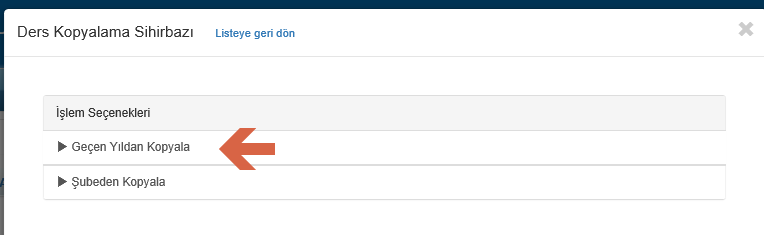 Ders Kopyalama Sihirbazı Listeye geri dön
İşlem Seçenekleri
Geçen Yıldan Kopyala
Şubeden Kopyala